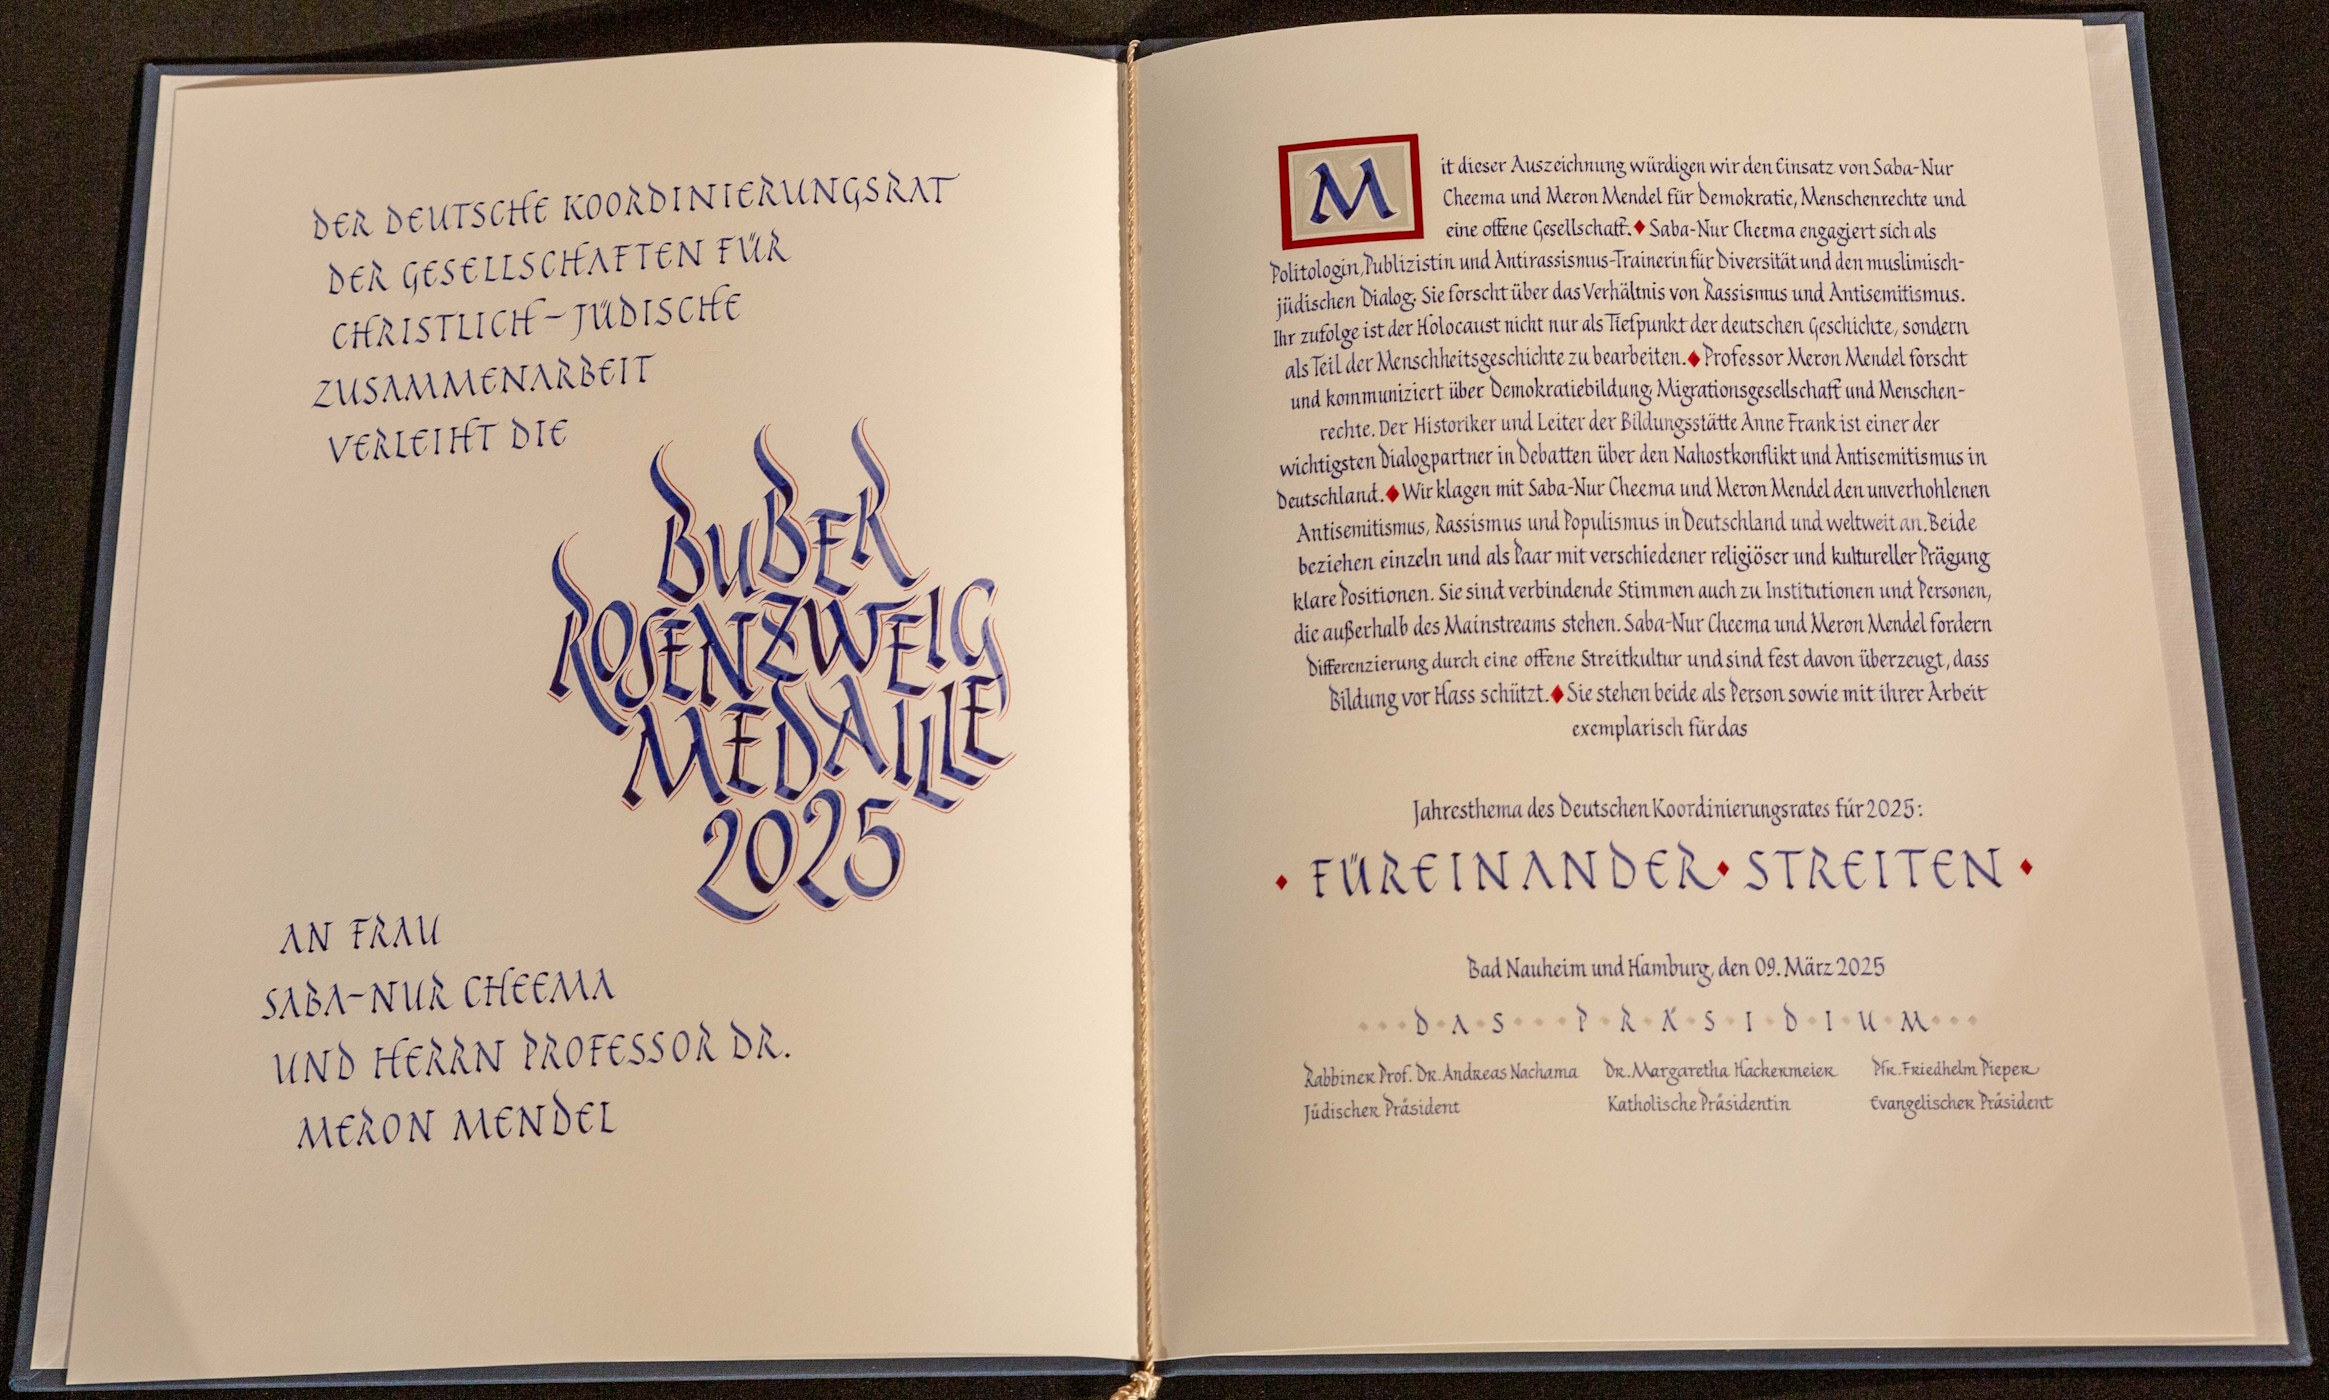 DER DEUTSCHE KOORDINIERUNGSRAT
DER GESELLSCHAFTEN FÜR
CHRISTLICH-JÜDISCHE
ZUSAMMENARBEIT
VERLEIHT DIE
BUBER
ROSENZWEIG
MEDAILLE
2025
AN FRAU
SABA-NUR CHEEMA
UND HERRN PROFESSOR DR.
MERON MENDEL
Mit dieser Auszeichnung würdigen wir den Einsatz von Saba-Nur
Cheema und Meron Mendel für Demokratie, Menschenrechte und
eine offene Gesellschaft.♦Saba-Nur Cheema engagiert sich als
Politologin, Publizistin und Antirassismus-Trainerin für Diversität und den muslimisch-
jüdischen Dialog. Sie forscht über das Verhältnis von Rassismus und Antisemitismus.
Ihr zufolge ist der Holocaust nicht nur als Tiefpunkt der deutschen Geschichte, sondern
als Teil der Menschheitsgeschichte zu bearbeiten.♦Professor Meron Mendel forscht
und kommuniziert über Demokratiebildung, Migrationsgesellschaft und Menschen-
rechte. Der Historiker und Leiter der Bildungsstätte Anne Frank ist einer der
wichtigsten Dialogpartner in Debatten über den Nahostkonflikt und Antisemitismus in
Deutschland.♦Wir klagen mit Saba-Nur Cheema und Meron Mendel den unverhohlenen
Antisemitismus, Rassismus und Populismus in Deutschland und weltweit an. Beide
beziehen einzeln und als Paar mit verschiedener religiöser und kultureller Prägung
klare Positionen. Sie sind verbindende Stimmen auch zu Institutionen und Personen,
die außerhalb des Mainstreams stehen. Saba-Nur Cheema und Meron Mendel fordern
Differenzierung durch eine offene Streitkultur und sind fest davon überzeugt, dass
Bildung vor Hass schützt.♦Sie stehen beide als Person sowie mit ihrer Arbeit
exemplarisch für das
Jahresthema des Deutschen Koordinierungsrates für 2025:
♦ FÜREINANDER♦STREITEN ♦
Bad Nauheim und Hamburg, den 09. März 2025
DAS PRÄSIDIUM
Rabbiner Prof. Dr. Andreas Nachama Dr. Margaretha Hackermeier Pfr. Friedhelm Pieper
Jüdischer Präsident Katholische Präsidentin Evangelischer Präsident